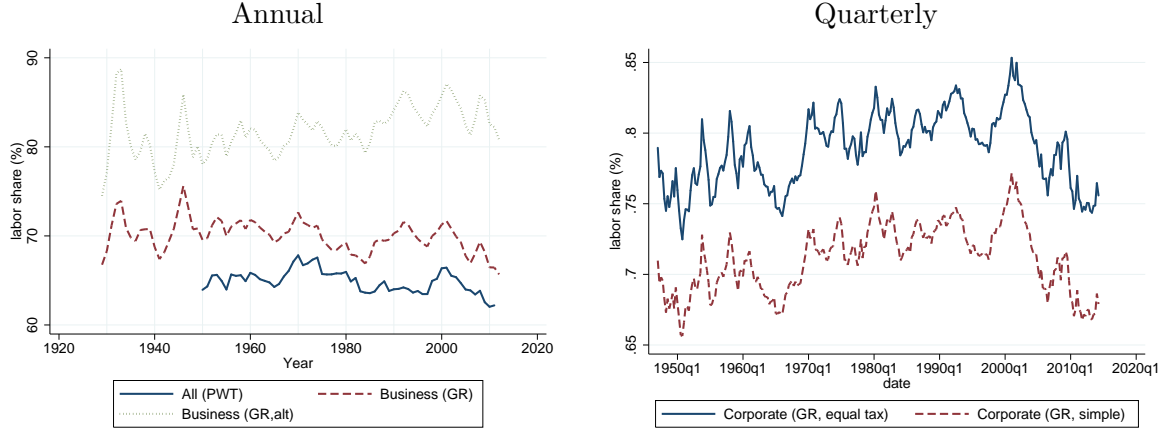 Annual
labor share (%)
90
80
70
60
1920
1940
1960
1980
2000
2020
Year
All (PWT)
Business (GR)
Business (GR,alt)
Quarterly
labor share (%)
.85
.8
.75
.7
.65
1950q1
1960q1
1970q1
1980q1
1990q1
2000q1
2010q1
2020q1
date
Corporate (GR, equal tax)
Corporate (GR, simple)